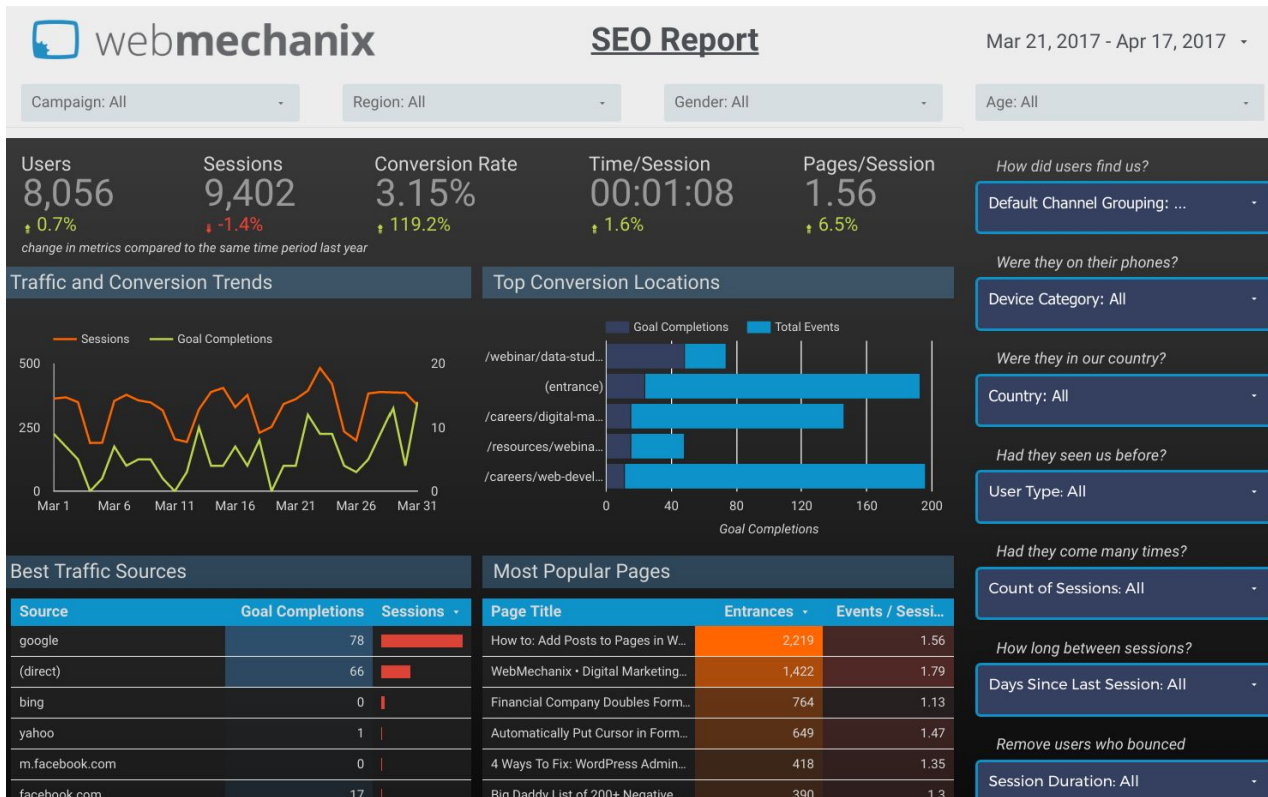 webmechanix
SEO Report
Mar 21, 2017 - Apr 17, 2017
Campaign: All
Region: All
Gender: All
Age: All
Users
8,056
0.7%
Sessions
9,402
-1.4%
Conversion Rate
3.15%
119.2%
Time/Session
00:01:08
1.6%
Pages/Session
1.56
6.5%
change in metrics compared to the same time period last year
Traffic and Conversion Trends
Sessions Goal Completions
500 20
250 10
0 0
Mar 1 Mar 6 Mar 11 Mar 16 Mar 21 Mar 26 Mar 31
Top Conversion Locations
Goal Completions Total Events
/webinar/data-stud...
(entrance)
/careers/digital-ma...
/resources/webina...
/careers/web-devel...
0 40 80 120 160 200
Goal Completions
Best Traffic Sources
Source Goal Completions Sessions
google 78
(direct) 66
bing 0
yahoo 1
m.facebook.com 0
facebook.com 17
Most Popular Pages
Page Title Entrances Events / Sessi...
How to: Add Posts to Pages in W... 2,219 1.56
WebMechanix • Digital Marketing... 1,422 1.79
Financial Company Doubles Form... 764 1.13
Automatically Put Cursor in Form... 649 1.47
4 Ways To Fix: WordPress Admin... 418 1.35
Big Daddy List of 200+ Negative 390 1.3
How did users find us?
Default Channel Grouping: ...
Were they on their phones?
Device Category: All
Were they in our country?
Country: All
Had they seen us before?
User Type: All
Had they come many times?
Count of Sessions: All
How long between sessions?
Days Since Last Session: All
Remove users who bounced
Session Duration: All